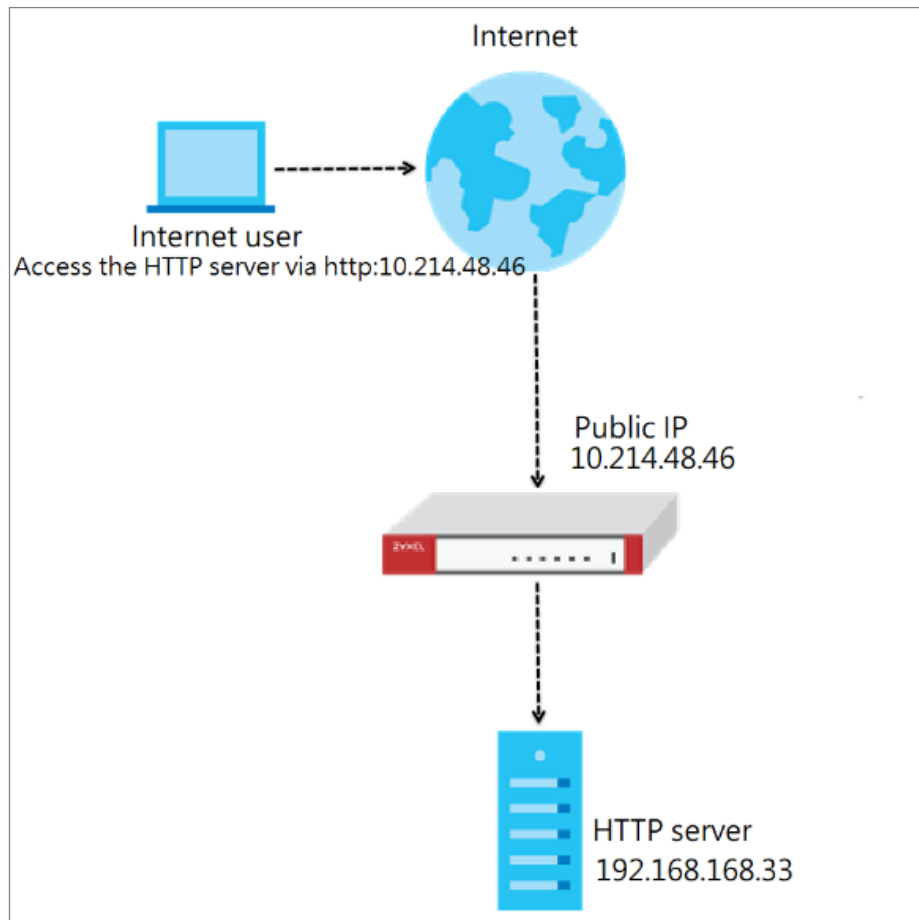 Internet
Internet user
Access the HTTP server via http:10.214.48.46
Public IP
10.214.48.46
ZYXEL
HTTP server
192.168.168.33